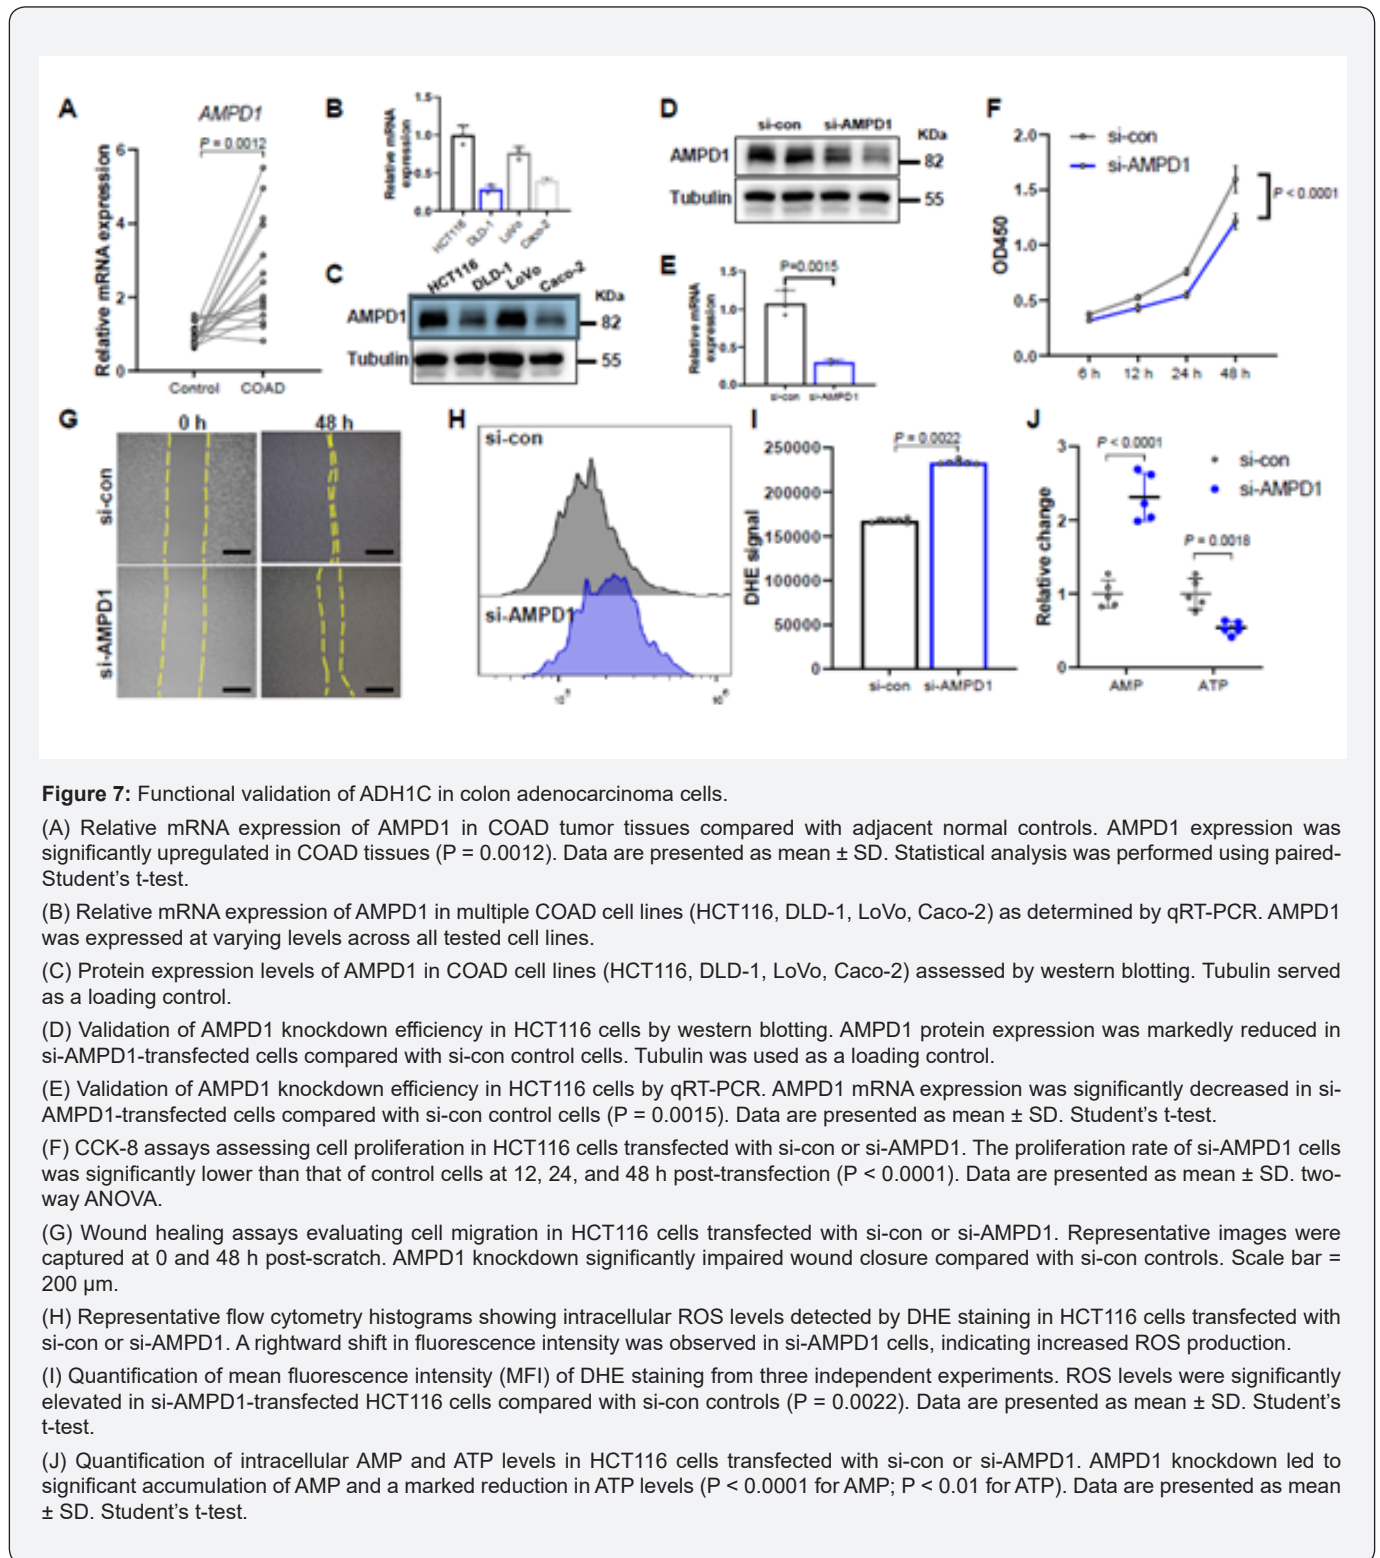 A
AMPD1
P = 0.0012
Relative mRNA expression
6
4
2
0
Control COAD
B
Relative mRNA
expression
1.5
1.0
0.5
0.0
HCT116 DLD-1 LoVo Caco-2
C
HCT116 DLD-1 LoVo Caco-2
KDa
AMPD1 82
Tubulin 55
D
si-con si-AMPD1
KDa
AMPD1 82
Tubulin 55
E
P=0.0015
Relative mRNA
expression
1.5
1.0
0.5
0.0
si-con si-AMPD1
F
OD450
2.0
1.5
1.0
0.5
0.0
si-con
si-AMPD1
P < 0.0001
6 h 12 h 24 h 48 h
G
0 h 48 h
si-con
si-AMPD1
H
si-con
si-AMPD1
I
P = 0.0022
DHE signal
250000
200000
150000
100000
50000
0
si-con si-AMPD1
J
P < 0.0001
si-con
si-AMPD1
P = 0.0018
Relative change
3
2
1
0
AMP ATP
Figure 7: Functional validation of ADH1C in colon adenocarcinoma cells.
(A) Relative mRNA expression of AMPD1 in COAD tumor tissues compared with adjacent normal controls. AMPD1 expression was
significantly upregulated in COAD tissues (P = 0.0012). Data are presented as mean ± SD. Statistical analysis was performed using paired-
Student's t-test.
(B) Relative mRNA expression of AMPD1 in multiple COAD cell lines (HCT116, DLD-1, LoVo, Caco-2) as determined by qRT-PCR. AMPD1
was expressed at varying levels across all tested cell lines.
(C) Protein expression levels of AMPD1 in COAD cell lines (HCT116, DLD-1, LoVo, Caco-2) assessed by western blotting. Tubulin served
as a loading control.
(D) Validation of AMPD1 knockdown efficiency in HCT116 cells by western blotting. AMPD1 protein expression was markedly reduced in
si-AMPD1-transfected cells compared with si-con control cells. Tubulin was used as a loading control.
(E) Validation of AMPD1 knockdown efficiency in HCT116 cells by qRT-PCR. AMPD1 mRNA expression was significantly decreased in si-
AMPD1-transfected cells compared with si-con control cells (P = 0.0015). Data are presented as mean ± SD. Student's t-test.
(F) CCK-8 assays assessing cell proliferation in HCT116 cells transfected with si-con or si-AMPD1. The proliferation rate of si-AMPD1 cells
was significantly lower than that of control cells at 12, 24, and 48 h post-transfection (P < 0.0001). Data are presented as mean ± SD. two-
way ANOVA.
(G) Wound healing assays evaluating cell migration in HCT116 cells transfected with si-con or si-AMPD1. Representative images were
captured at 0 and 48 h post-scratch. AMPD1 knockdown significantly impaired wound closure compared with si-con controls. Scale bar =
200 µm.
(H) Representative flow cytometry histograms showing intracellular ROS levels detected by DHE staining in HCT116 cells transfected with
si-con or si-AMPD1. A rightward shift in fluorescence intensity was observed in si-AMPD1 cells, indicating increased ROS production.
(I) Quantification of mean fluorescence intensity (MFI) of DHE staining from three independent experiments. ROS levels were significantly
elevated in si-AMPD1-transfected HCT116 cells compared with si-con controls (P = 0.0022). Data are presented as mean ± SD. Student's
t-test.
(J) Quantification of intracellular AMP and ATP levels in HCT116 cells transfected with si-con or si-AMPD1. AMPD1 knockdown led to
significant accumulation of AMP and a marked reduction in ATP levels (P < 0.0001 for AMP; P < 0.01 for ATP). Data are presented as mean
± SD. Student's t-test.